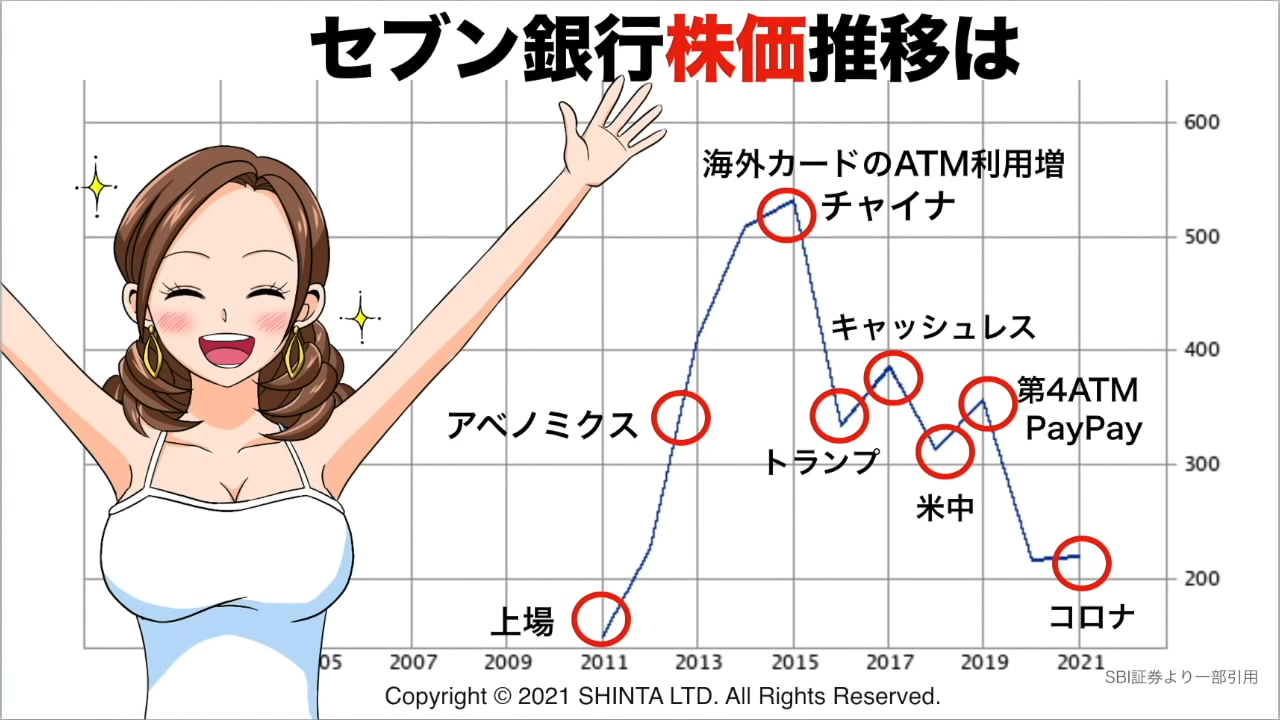 セブン銀行株価推移は
600
海外カードのATM利用増
チャイナ
500
キャッシュレス
400
第4ATM
PayPay
アベノミクス
トランプ
300
米中
200
上場
コロナ
05 2007 2009 2011 2013 2015 2017 2019 2021
SBI証券より一部引用
Copyright © 2021 SHINTA LTD. All Rights Reserved.